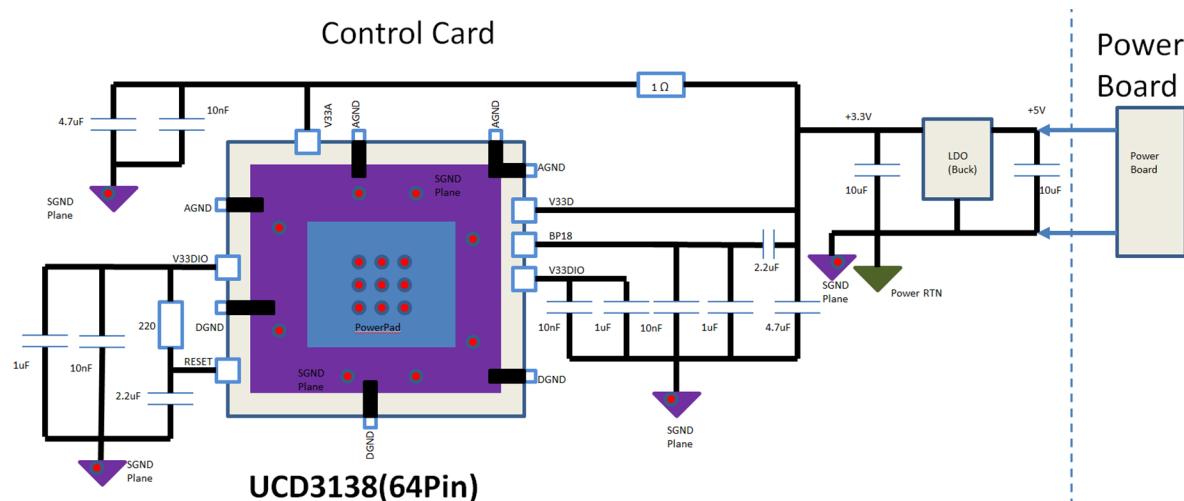 Control Card
Power
Board
1 Ω
4.7uF
10nF
V33A
AGND
AGND
+3.3V
+5V
LDO
(Buck)
Power
Board
10uF
10uF
SGND
Plane
AGND
SGND
Plane
AGND
V33D
BP18
2.2uF
V33DIO
V33DIO
SGND
Plane
Power RTN
DGND
220
PowerPad
10nF
1uF
10nF
1uF
4.7uF
1uF
10nF
RESET
2.2uF
SGND
Plane
DGND
SGND
Plane
DGND
SGND
Plane
UCD3138(64Pin)